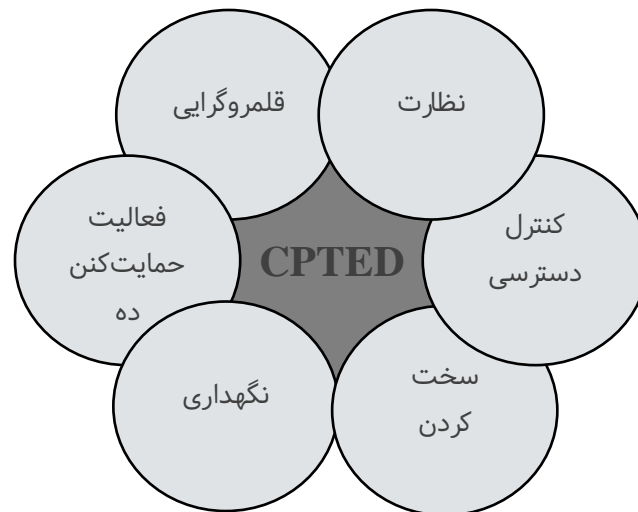 قلمروگرایی
نظارت
فعالیت
حمایت‌کنن
ده
CPTED
کنترل
دسترسی
نگهداری
سخت
کردن